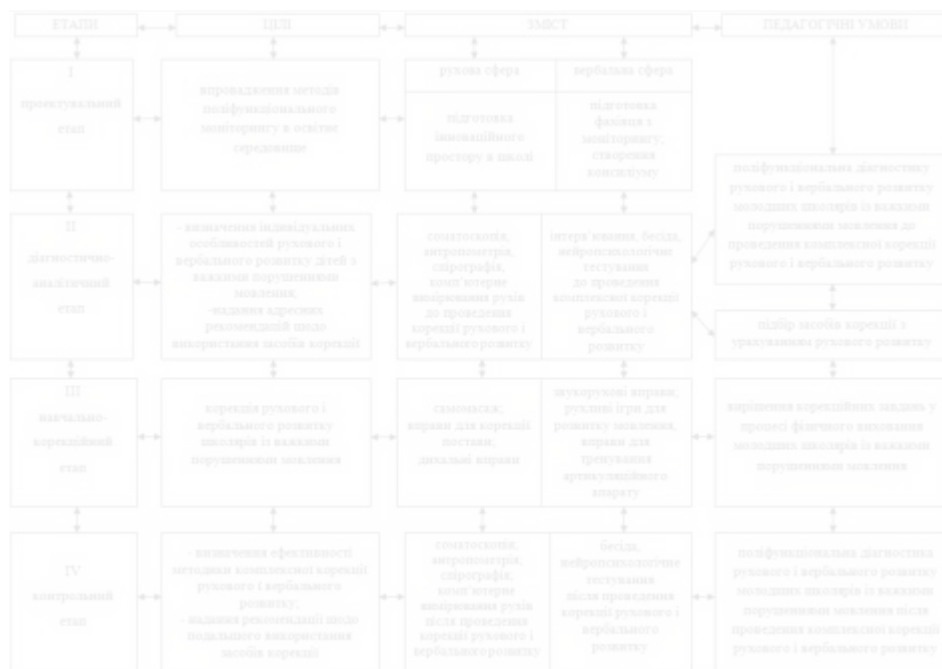 ЕТАПИ
ЦІЛІ
ЗМІСТ
ПЕДАГОГІЧНІ УМОВИ
I
проектувальний
етап
впровадження методів
поліфункціонального
моніторингу в освітнє
середовище
рухова сфера
підготовка
інноваційного
простору в школі
вербальна сфера
підготовка
фахівця з
моніторингу,
створення
консиліуму
поліфункціональна діагностику
рухового і вербального розвитку
молодших школярів із важкими
порушеннями мовлення до
проведення комплексної корекції
рухового і вербального розвитку
II
діагностично-
аналітичний
етап
- визначення індивідуальних
особливостей рухового і
вербального розвитку дітей з
важкими порушеннями
мовлення;
-надання адресних
рекомендацій щодо
використання засобів корекції
соматоскопія,
антропометрія,
спірографія,
комп'ютерне
вимірювання рухів
до проведення
корекції рухового і
вербального розвитку
інтерв'ювання, бесіда,
нейропсихологічне
тестування
до проведення
комплексної корекції
рухового і
вербального
розвитку
підбір засобів корекції з
урахуванням рухового розвитку
III
навчально-
корекційний
етап
корекція рухового і
вербального розвитку
школярів із важкими
порушеннями мовлення
самомасаж;
вправи для корекції
постави;
дихальні вправи
звукорухові вправи,
рухливі ігри для
розвитку мовлення,
вправи для
тренування
артикуляційного
апарату
вирішення корекційних завдань у
процесі фізичного виховання
молодших школярів із важкими
порушеннями мовлення
IV
контрольний
етап
- визначення ефективності
методики комплексної корекції
рухового і вербального
розвитку;
- надання рекомендації щодо
подальшого використання
засобів корекції
соматоскопія,
антропометрія,
спірографія,
комп'ютерне
вимірювання рухів
після проведення
корекції рухового і
вербального розвитку
бесіда,
нейропсихологічне
тестування
після проведення
корекції рухового і
вербального
розвитку
поліфункціональна діагностика
рухового і вербального розвитку
молодших школярів із важкими
порушеннями мовлення після
проведення комплексної корекції
рухового і вербального розвитку